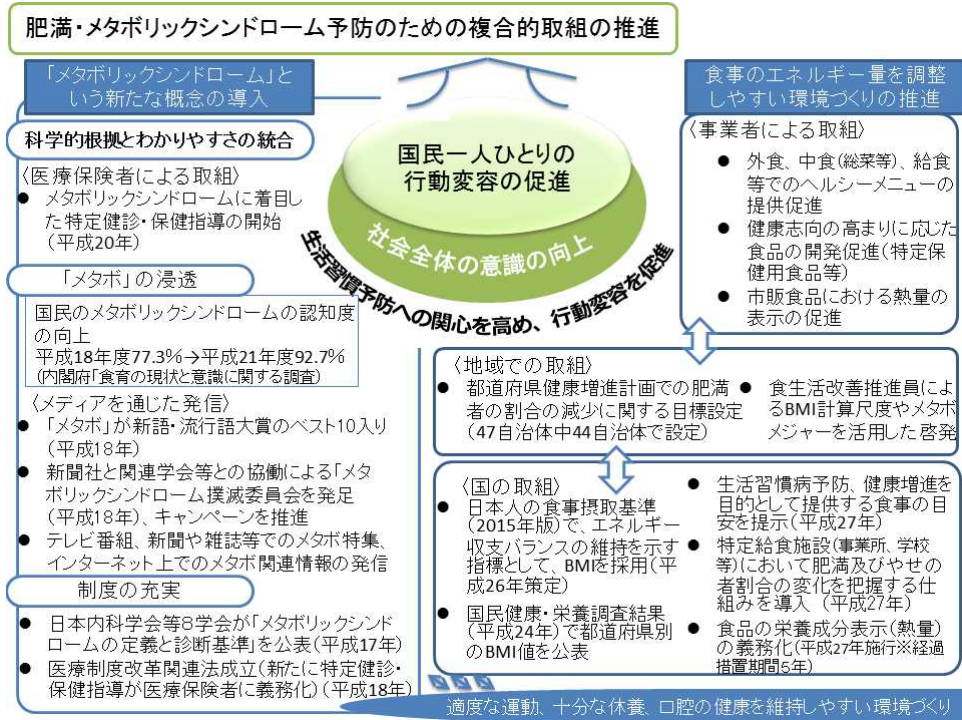 肥満・メタボリックシンドローム予防のための複合的取組の推進
「メタボリックシンドローム」と
いう新たな概念の導入
科学的根拠とわかりやすさの統合
〈医療保険者による取組〉
● メタボリックシンドロームに着目し
た特定健診・保健指導の開始
(平成20年)
「メタボ」の浸透
国民のメタボリックシンドロームの認知度
の向上
平成18年度77.3%→平成21年度92.7%
(内閣府「食育の現状と意識に関する調査)
〈メディアを通じた発信〉
● 「メタボ」が新語・流行語大賞のベスト10入り
(平成18年)
● 新聞社と関連学会等との協働による「メタ
ボリックシンドローム撲滅委員会を発足
(平成18年)、キャンペーンを推進
● テレビ番組、新聞や雑誌等でのメタボ特集、
インターネット上でのメタボ関連情報の発信
制度の充実
● 日本内科学会等8学会が「メタボリックシンド
ロームの定義と診断基準」を公表(平成17年)
● 医療制度改革関連法成立(新たに特定健診・
保健指導が医療保険者に義務化)(平成18年)
国民一人ひとりの
行動変容の促進
社会全体の意識の向上
生活習慣予防への関心を高め、行動変容を促進
食事のエネルギー量を調整
しやすい環境づくりの推進
〈事業者による取組〉
● 外食、中食(総菜等)、給食
等でのヘルシーメニューの
提供促進
● 健康志向の高まりに応じた
食品の開発促進(特定保
健用食品等)
● 市販食品における熱量の
表示の促進
〈地域での取組〉
● 都道府県健康増進計画での肥満
者の割合の減少に関する目標設定
(47自治体中44自治体で設定)
● 食生活改善推進員によ
るBMI計算尺度やメタボ
メジャーを活用した啓発
〈国の取組〉
● 日本人の食事摂取基準
(2015年版)で、エネルギー
収支バランスの維持を示す
指標として、BMIを採用(平
成26年策定)
● 国民健康・栄養調査結果
(平成24年)で都道府県別
のBMI値を公表
● 生活習慣病予防、健康増進を
目的として提供する食事の目
安を提示(平成27年)
● 特定給食施設(事業所、学校
等)において肥満及びやせの
者割合の変化を把握する仕
組みを導入 (平成27年)
● 食品の栄養成分表示(熱量)
の義務化(平成27年施行※経過
措置期間5年)
適度な運動、十分な休養、口腔の健康を維持しやすい環境づくり